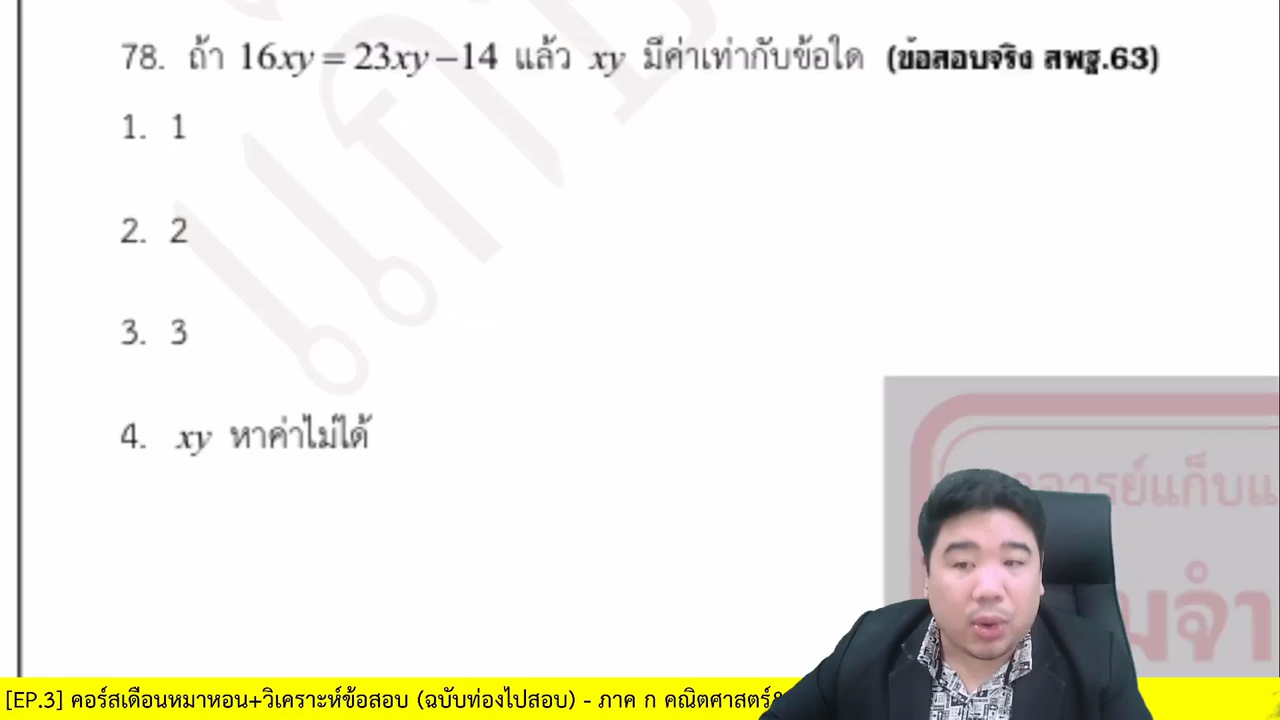 78. ถ้า 16xy = 23xy – 14 แล้ว xy มีค่าเท่ากับข้อใด (ข้อสอบจริง สพฐ.63)
1. 1
2. 2
3. 3
4. xy หาค่าไม่ได้
[EP.3] คอร์สเดือนหมาหอน+วิเคราะห์ข้อสอบ (ฉบับท่องไปสอบ) - ภาค ก คณิตศาสตร์